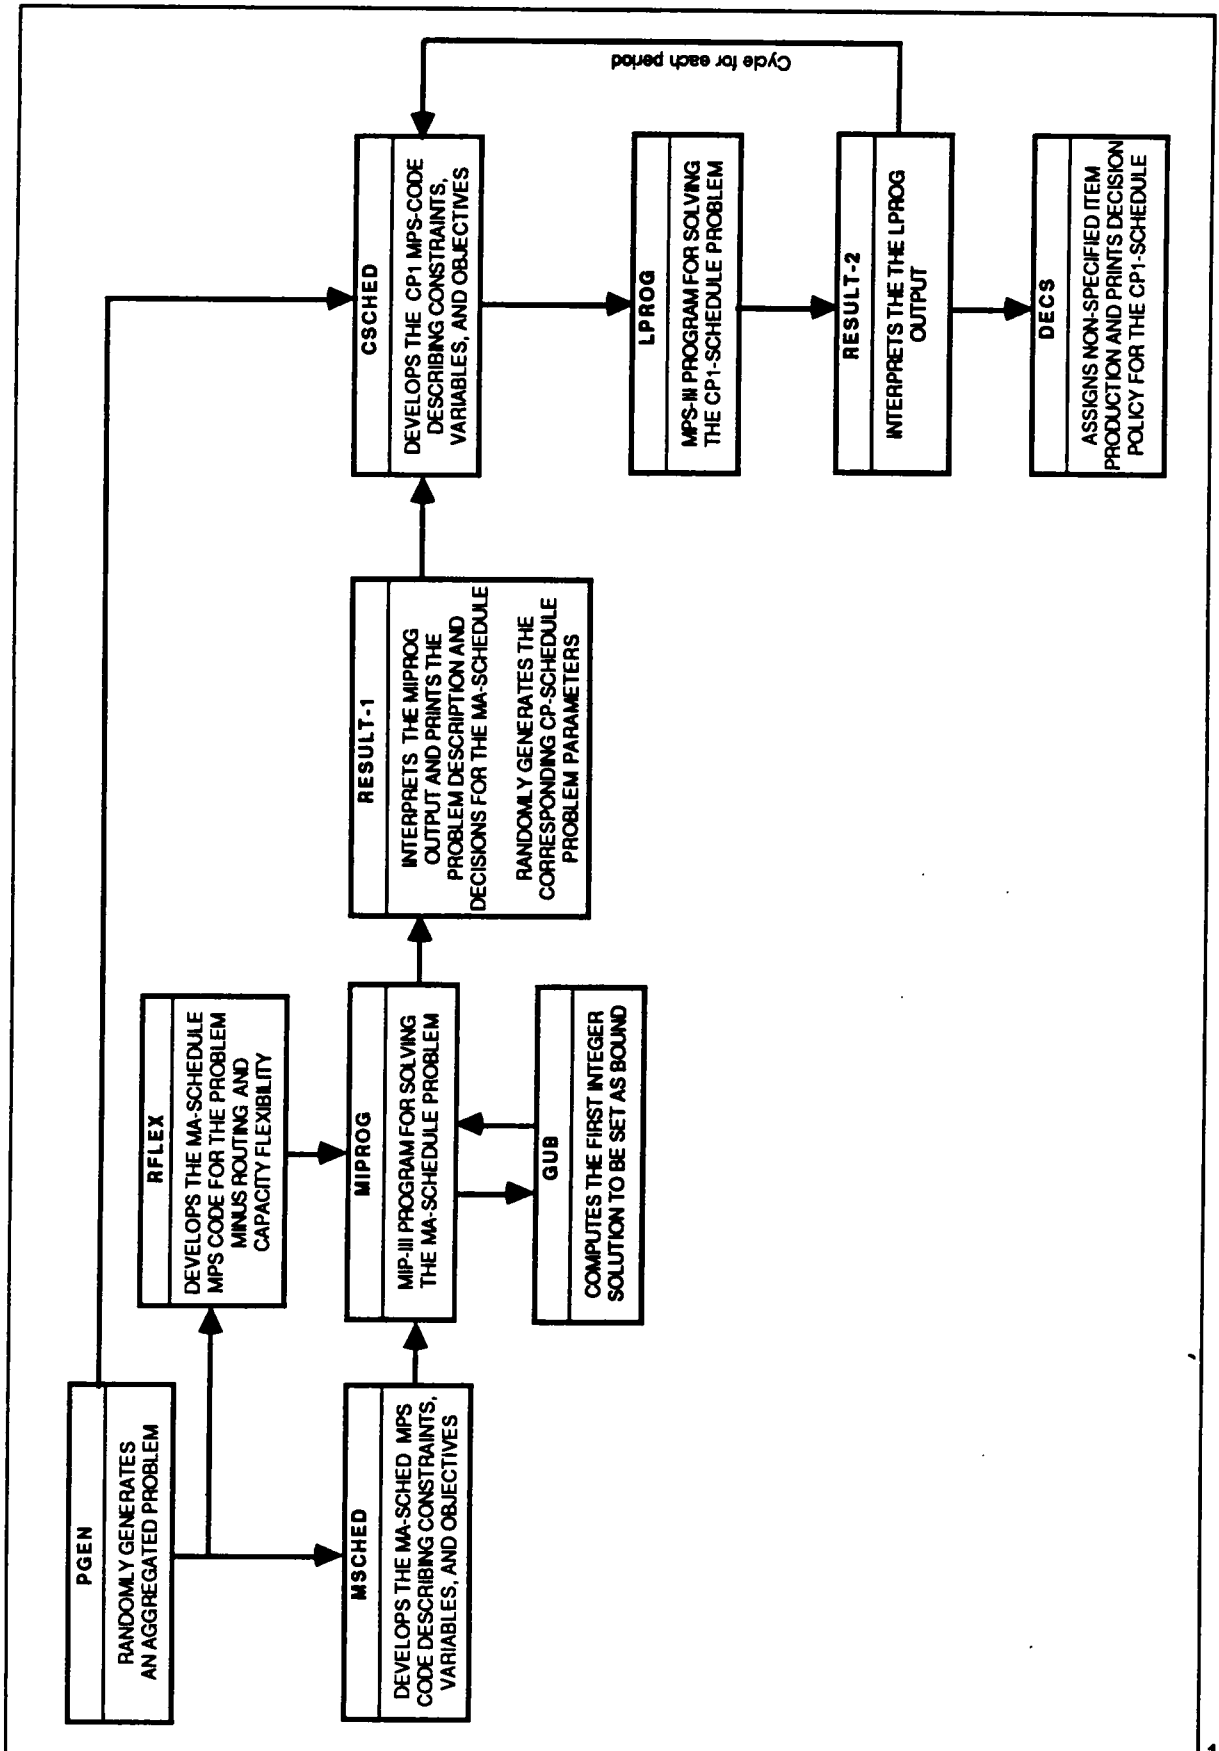 PGEN
RANDOMLY GENERATES
AN AGGREGATED PROBLEM
RFLEX
DEVELOPS THE MA-SCHEDULE
MPS CODE FOR THE PROBLEM
MINUS ROUTING AND
CAPACITY FLEXIBILITY
MSCHED
DEVELOPS THE MA-SCHED MPS
CODE DESCRIBING CONSTRAINTS,
VARIABLES, AND OBJECTIVES
MIPROG
MIP-III PROGRAM FOR SOLVING
THE MA-SCHEDULE PROBLEM
GUB
COMPUTES THE FIRST INTEGER
SOLUTION TO BE SET AS BOUND
RESULT-1
INTERPRETS THE MIPROG
OUTPUT AND PRINTS THE
PROBLEM DESCRIPTION AND
DECISIONS FOR THE MA-SCHEDULE
RANDOMLY GENERATES THE
CORRESPONDING CP-SCHEDULE
PROBLEM PARAMETERS
CSCHED
DEVELOPS THE CP1 MPS-CODE
DESCRIBING CONSTRAINTS,
VARIABLES, AND OBJECTIVES
LPROG
MPS-III PROGRAM FOR SOLVING
THE CP1-SCHEDULE PROBLEM
RESULT-2
INTERPRETS THE THE LPROG
OUTPUT
DECS
ASSIGNS NON-SPECIFIED ITEM
PRODUCTION AND PRINTS DECISION
POLICY FOR THE CP1-SCHEDULE
Cycle for each period